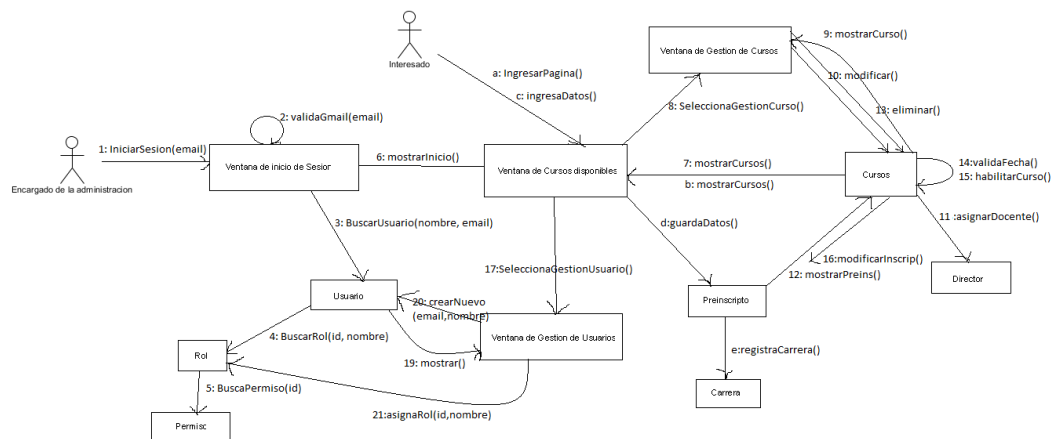 9: mostrarCurso()
Ventana de Gestion de Cursos
Interesado
a: IngresarPagina()
10: modificar()
c: ingresaDatos()
8: SeleccionaGestionCurso()
13: eliminar()
2: validaGmail(email)
1: IniciarSesion(email)
Ventana de inicio de Sesior
6: mostrarInicio()
Ventana de Cursos disponibles
7: mostrarCursos()
b: mostrarCursos()
Cursos
14:validaFecha()
15: habilitarCurso()
Encargado de la administracion
11 :asignarDocente()
3: BuscarUsuario(nombre, email)
d:guardaDatos()
17:SeleccionaGestionUsuario()
16:modificarInscrip()
12: mostrarPreins()
Director
Usuario
20: crearNuevo
(email,nombre)
Preinscripto
4: BuscarRol(id, nombre)
Ventana de Gestion de Usuarios
Rol
19: mostrar()
e:registraCarrera()
5: BuscaPermiso(id)
Carrera
21:asignaRol(id,nombre)
Permisc